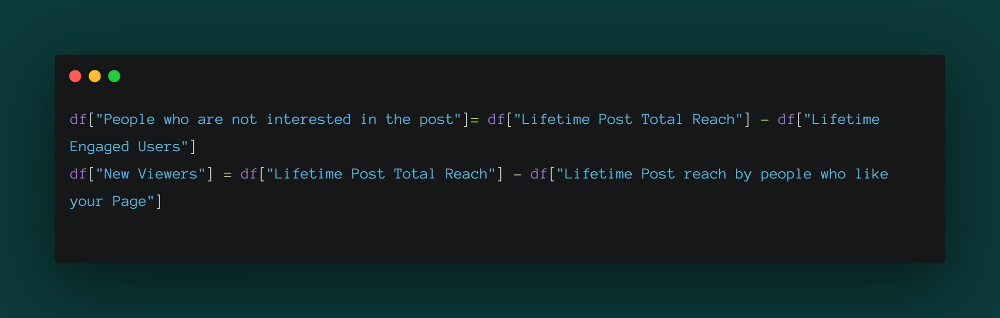 df["People who are not interested in the post"]= df["Lifetime Post Total Reach"] - df["Lifetime
Engaged Users"]
df["New Viewers"] = df["Lifetime Post Total Reach"] - df["Lifetime Post reach by people who like
your Page"]